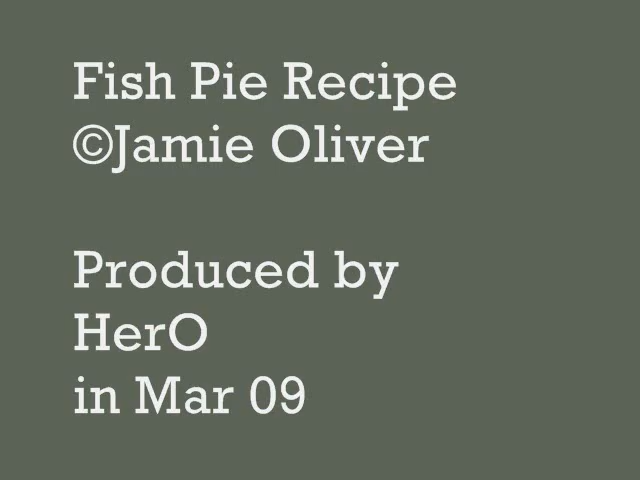 Fish Pie Recipe
©Jamie Oliver
Produced by
HerO
in Mar 09